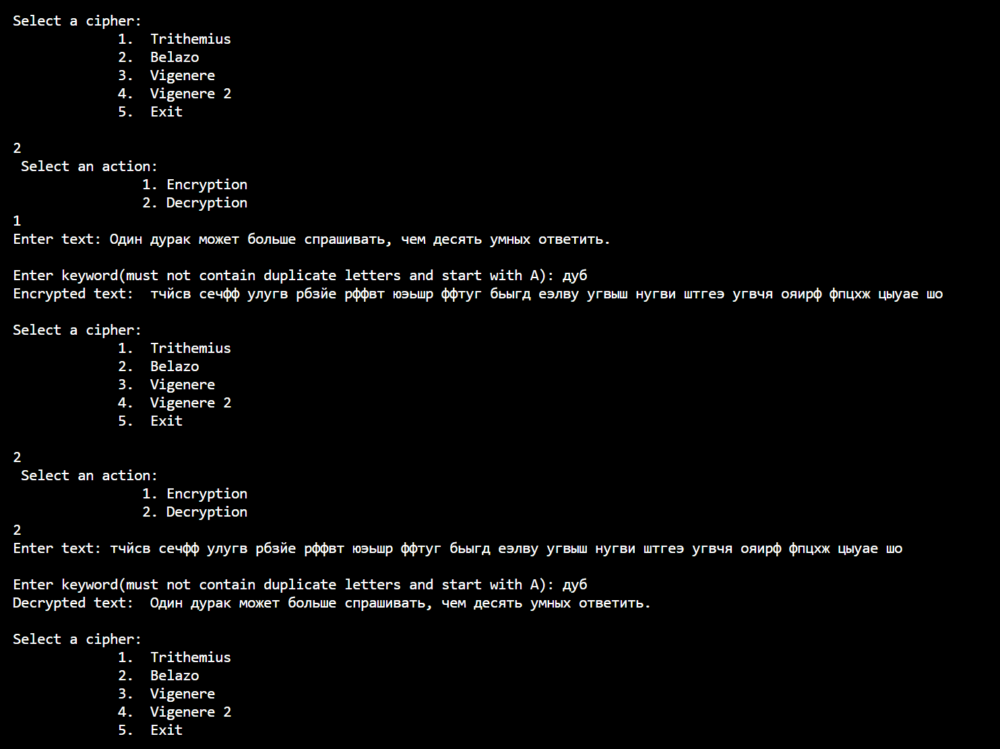 Select a cipher:
1. Trithemius
2. Belazo
3. Vigenere
4. Vigenere 2
5. Exit
2
Select an action:
1. Encryption
2. Decryption
1
Enter text: Один дурак может больше спрашивать, чем десять умных ответить.
Enter keyword(must not contain duplicate letters and start with A): дуб
Encrypted text: тчйсв сечфф улугв рбзйе рффвт юэьшр ффтуг бьыгд еэлву угвыш нугви штгеэ угвчя ояирф фпцхж цыуае шо
Select a cipher:
1. Trithemius
2. Belazo
3. Vigenere
4. Vigenere 2
5. Exit
2
Select an action:
1. Encryption
2. Decryption
2
Enter text: тчйсв сечфф улугв рбзйе рффвт юэьшр ффтуг бьыгд еэлву угвыш нугви штгеэ угвчя ояирф фпцхж цыуае шо
Enter keyword(must not contain duplicate letters and start with A): дуб
Decrypted text: Один дурак может больше спрашивать, чем десять умных ответить.
Select a cipher:
1. Trithemius
2. Belazo
3. Vigenere
4. Vigenere 2
5. Exit